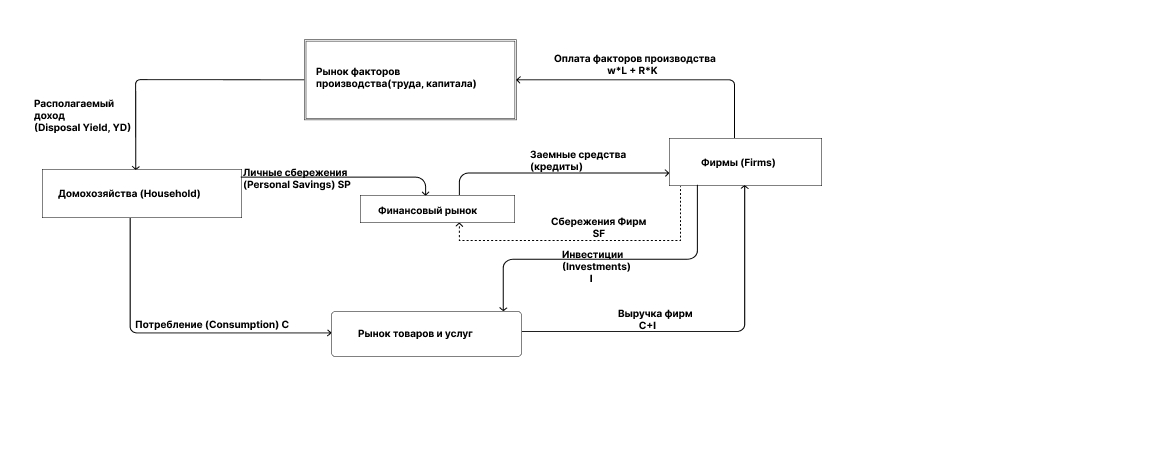 Оплата факторов производства
w*L + R*K
Рынок факторов
производства(труда, капитала)
Располагаемый
доход
(Disposal Yield, YD)
Заемные средства
(кредиты)
Фирмы (Firms)
Личные сбережения
(Personal Savings) SP
Домохозяйства (Household)
Финансовый рынок
Сбережения Фирм
SF
Инвестиции
(Investments)
I
Выручка фирм
C+I
Потребление (Consumption) C
Рынок товаров и услуг